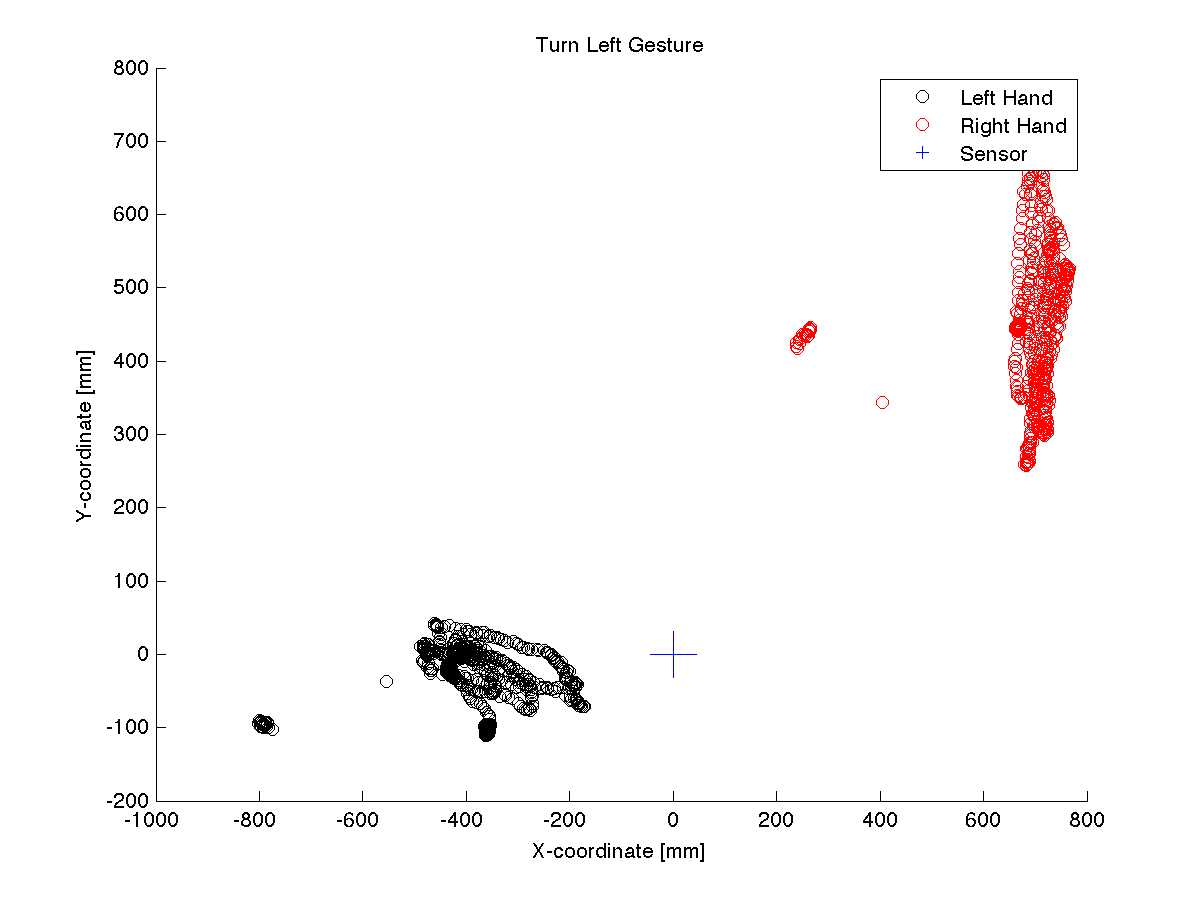 Turn Left Gesture
800
700
600
500
400
300
200
100
0
-100
-200
Y-coordinate [mm]
Left Hand
Right Hand
Sensor
-1000 -800 -600 -400 -200 0 200 400 600 800
X-coordinate [mm]